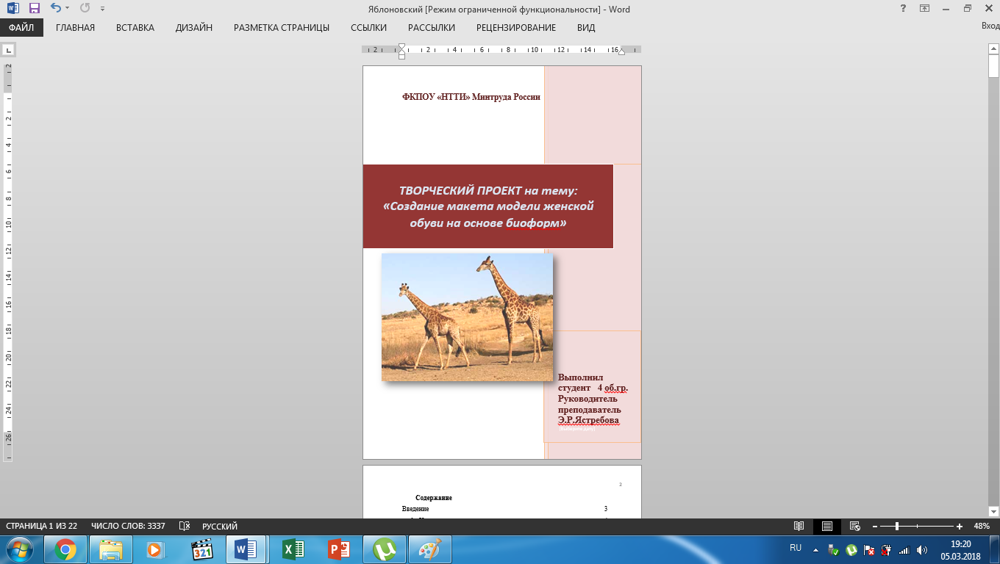 Яблоновский [Режим ограниченной функциональности] - Word
ФАЙЛ ГЛАВНАЯ ВСТАВКА ДИЗАЙН РАЗМЕТКА СТРАНИЦЫ ССЫЛКИ РАССЫЛКИ РЕЦЕНЗИРОВАНИЕ ВИД Вход
2 2 4 6 8 10 12 14 16
2 2 4 6 8 10 12 14 16 18 20 22 24 26
ФКПОУ «НТТИ» Минтруда России
ТВОРЧЕСКИЙ ПРОЕКТ на тему:
«Создание макета модели женской
обуви на основе биоформ»
Выполнил
студент 4 об.гр.
Руководитель
преподаватель
Э.Р.Ястребова
2
Содержание
Введение 3
СТРАНИЦА 1 ИЗ 22 ЧИСЛО СЛОВ: 3337 РУССКИЙ 48%
321
RU 19:20
05.03.2018